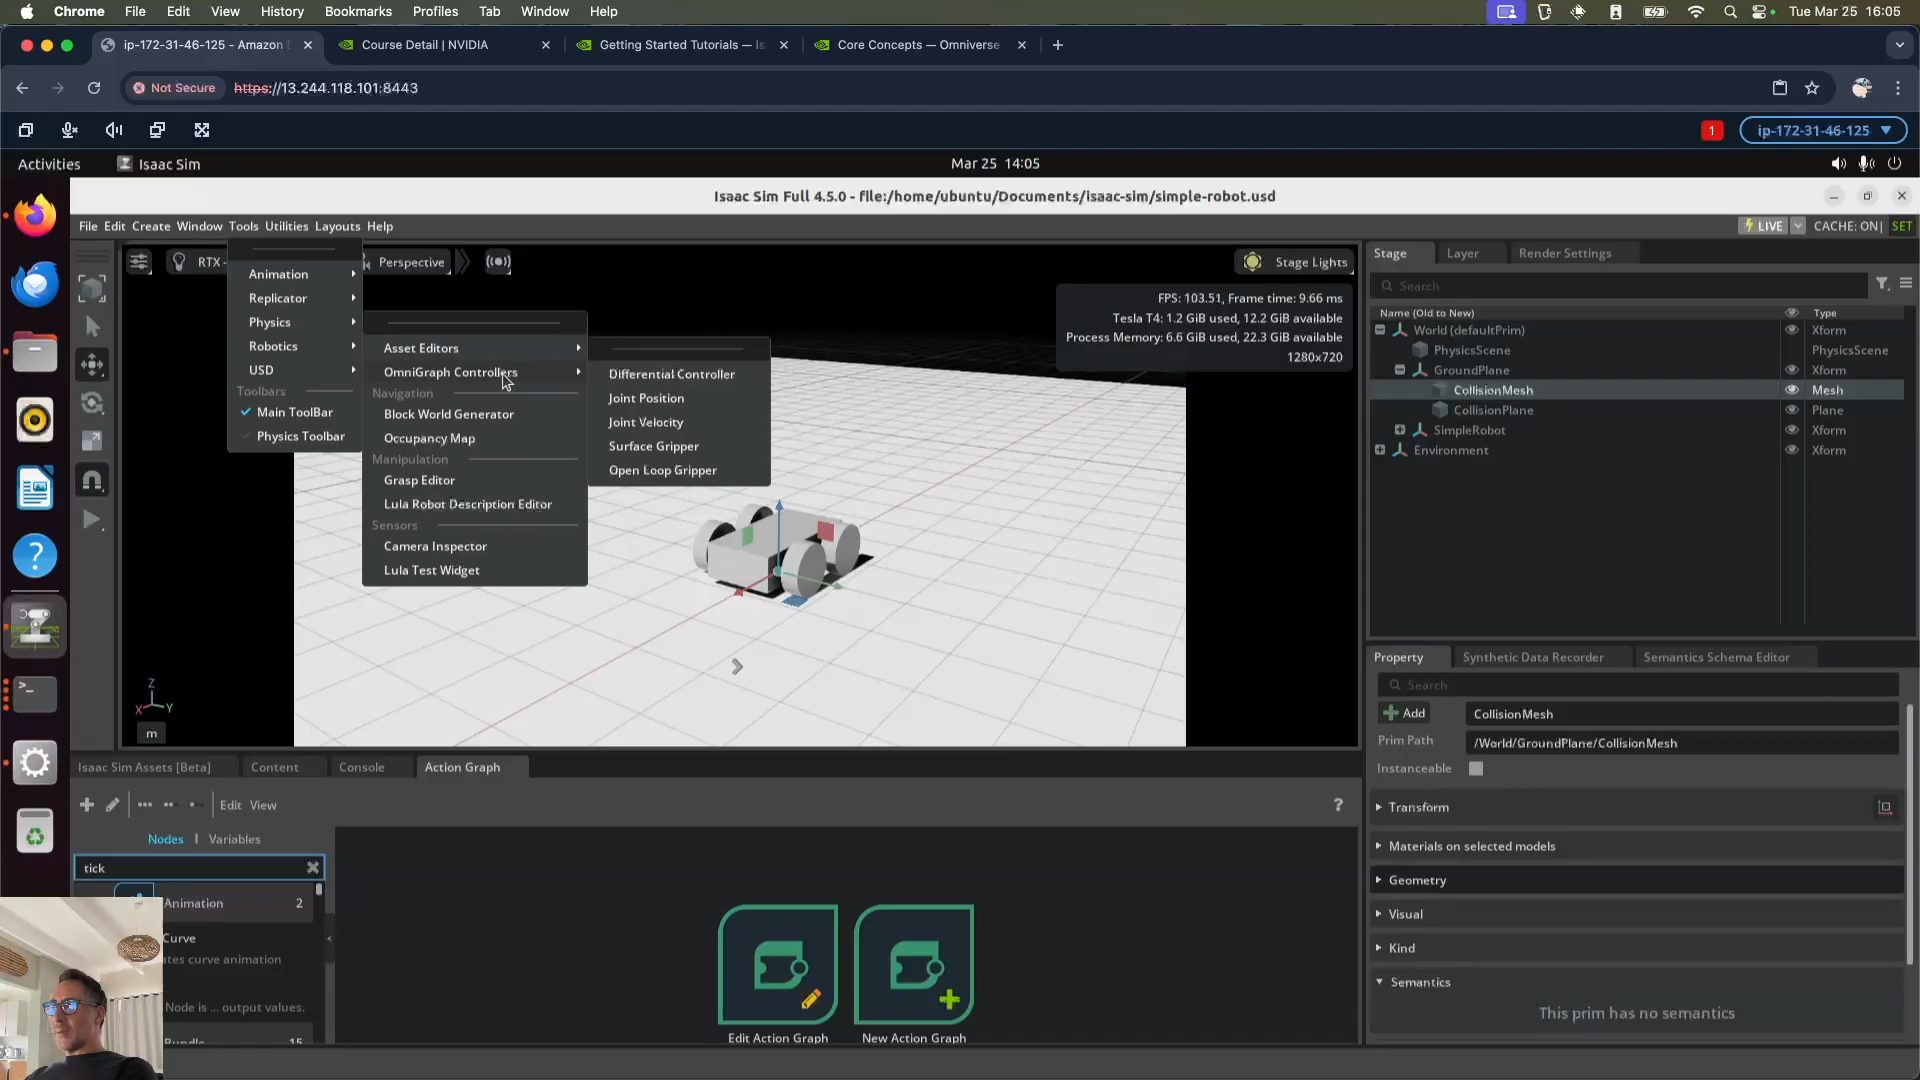 Chrome File Edit View History Bookmarks Profiles Tab Window Help Tue Mar 25 16:05
ip-172-31-46-125 - Amazon D
Course Detail | NVIDIA
Getting Started Tutorials — Is
Core Concepts — Omniverse
Not Secure https://13.244.118.101:8443
1 ip-172-31-46-125
Activities Isaac Sim Mar 25 14:05
Isaac Sim Full 4.5.0 - file:/home/ubuntu/Documents/isaac-sim/simple-robot.usd
File Edit Create Window Tools Utilities Layouts Help LIVE CACHE: ON| SET
RTX - Perspective Stage Lights
Animation
Replicator
Physics
Robotics
USD
Toolbars
Main ToolBar
Physics Toolbar
Asset Editors
OmniGraph Controllers
Navigation
Block World Generator
Occupancy Map
Manipulation
Grasp Editor
Lula Robot Description Editor
Sensors
Camera Inspector
Lula Test Widget
Differential Controller
Joint Position
Joint Velocity
Surface Gripper
Open Loop Gripper
FPS: 103.51, Frame time: 9.66 ms
Tesla T4: 1.2 GiB used, 12.2 GiB available
Process Memory: 6.6 GiB used, 22.3 GiB available
1280x720
Z
X Y
m
Stage Layer Render Settings
Search
Name (Old to New) Type
World (defaultPrim) Xform
PhysicsScene PhysicsScene
GroundPlane Xform
CollisionMesh Mesh
CollisionPlane Plane
SimpleRobot Xform
Environment Xform
Property Synthetic Data Recorder Semantics Schema Editor
Search
Add CollisionMesh
Prim Path /World/GroundPlane/CollisionMesh
Instanceable
Transform
Materials on selected models
Geometry
Visual
Kind
Semantics
This prim has no semantics
Isaac Sim Assets [Beta] Content Console Action Graph
Edit View ?
Nodes | Variables
tick
Animation 2
Curve
ates curve animation
Node is ... output values.
Bundle 15
Edit Action Graph New Action Graph